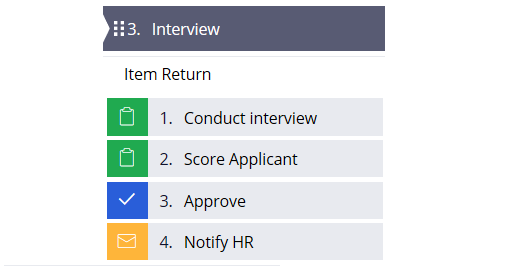 3. Interview
Item Return
1. Conduct interview
2. Score Applicant
3. Approve
4. Notify HR